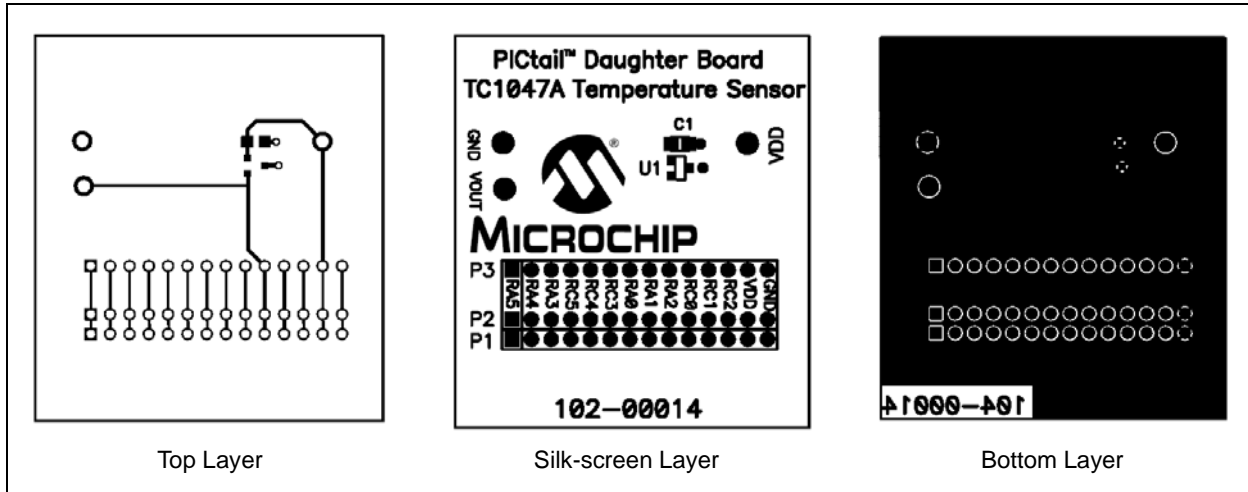 PICtail™ Daughter Board
TC1047A Temperature Sensor
GND
VOUT
C1
U1
VDD
®
MICROCHIP
P3
P2
P1
RA5
RA4
RA3
RC5
RC4
RC3
RA0
RA1
RA2
RC0
RC1
RC2
VDD
GND
102-00014
104-00014
Top Layer
Silk-screen Layer
Bottom Layer